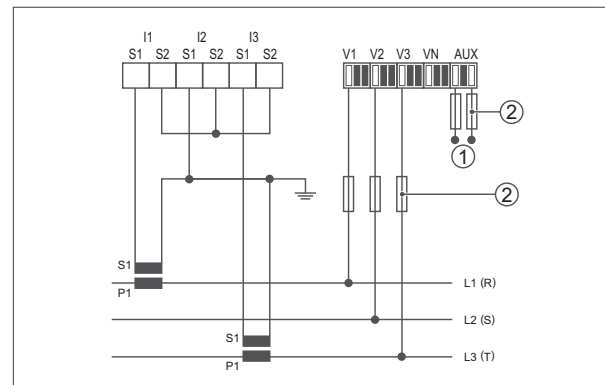 I1 I2 I3
S1 S2 S1 S2 S1 S2
V1 V2 V3 VN AUX
2
1
2
S1
P1
L1 (R)
L2 (S)
S1
P1
L3 (T)